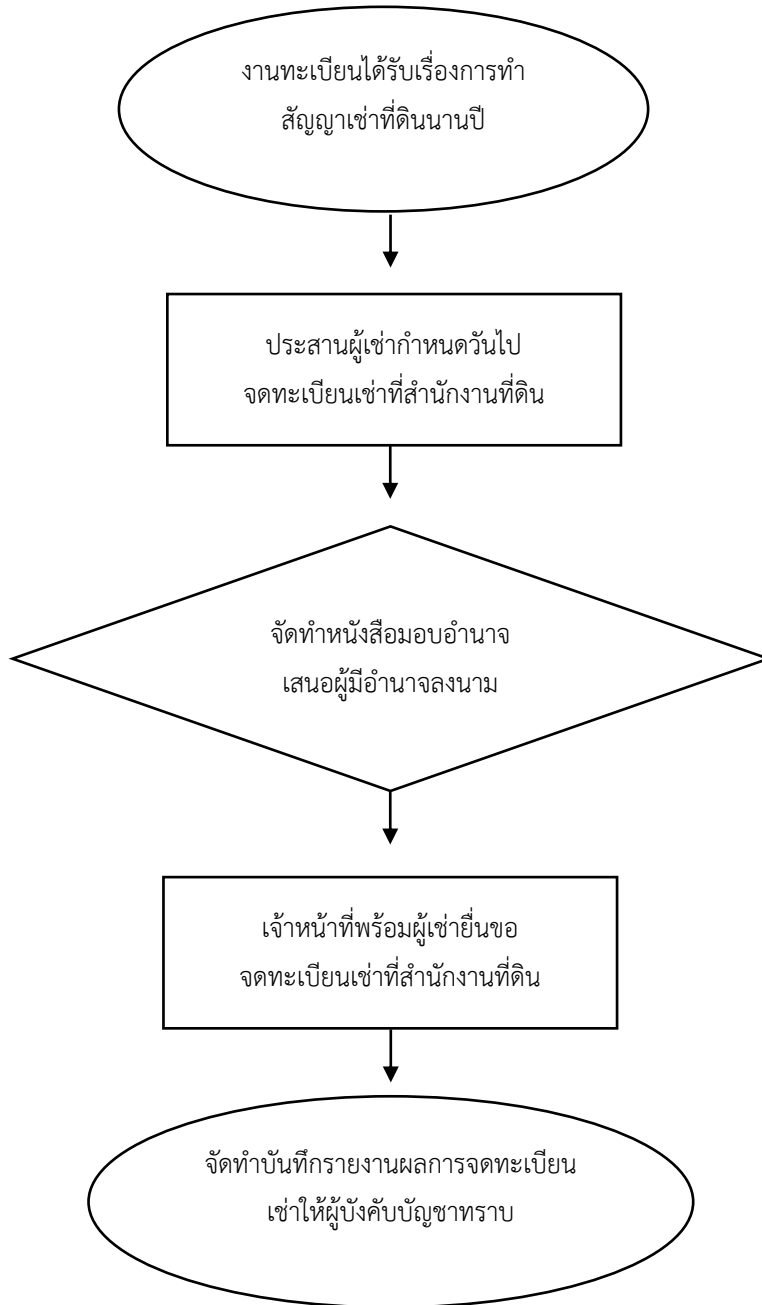 งานทะเบียนได้รับเรื่องการทำ
สัญญาเช่าที่ดินนานปี
ประสานผู้เช่ากำหนดวันไป
จดทะเบียนเช่าที่สำนักงานที่ดิน
จัดทำหนังสือมอบอำนาจ
เสนอผู้มีอำนาจลงนาม
เจ้าหน้าที่พร้อมผู้เช่ายื่นขอ
จดทะเบียนเช่าที่สำนักงานที่ดิน
จัดทำบันทึกรายงานผลการจดทะเบียน
เช่าให้ผู้บังคับบัญชาทราบ